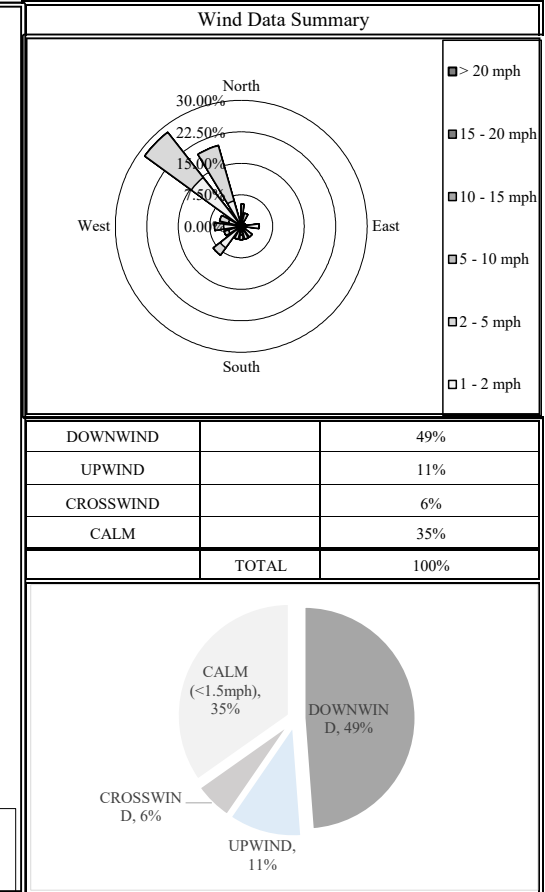 Wind Data Summary
North
30.00%
22.50%
15.00%
7.50%
0.00%
West
East
South
> 20 mph
15 - 20 mph
10 - 15 mph
5 - 10 mph
2 - 5 mph
1 - 2 mph
DOWNWIND 49%
UPWIND 11%
CROSSWIND 6%
CALM 35%
TOTAL 100%
CALM
(<1.5mph),
35%
DOWNWIN
D, 49%
CROSSWIN
D, 6%
UPWIND,
11%